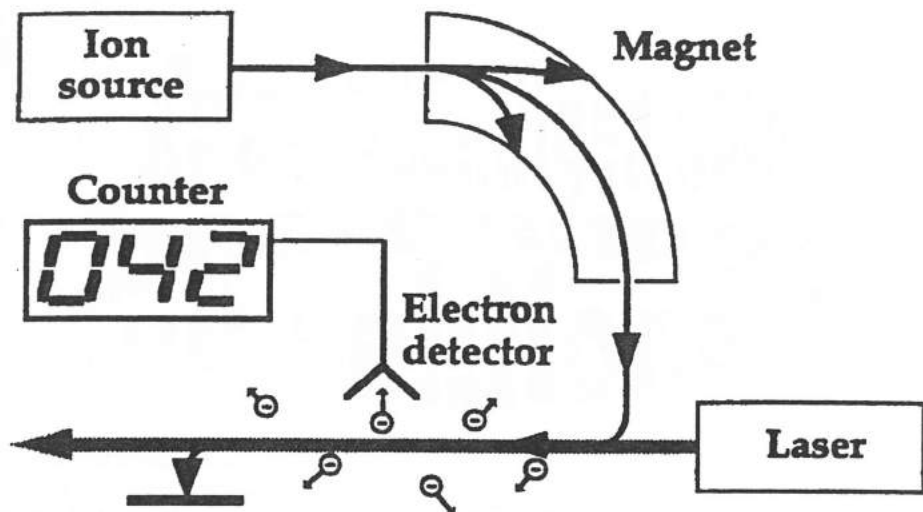 Ion
source
Magnet
Counter
042
Electron
detector
Laser